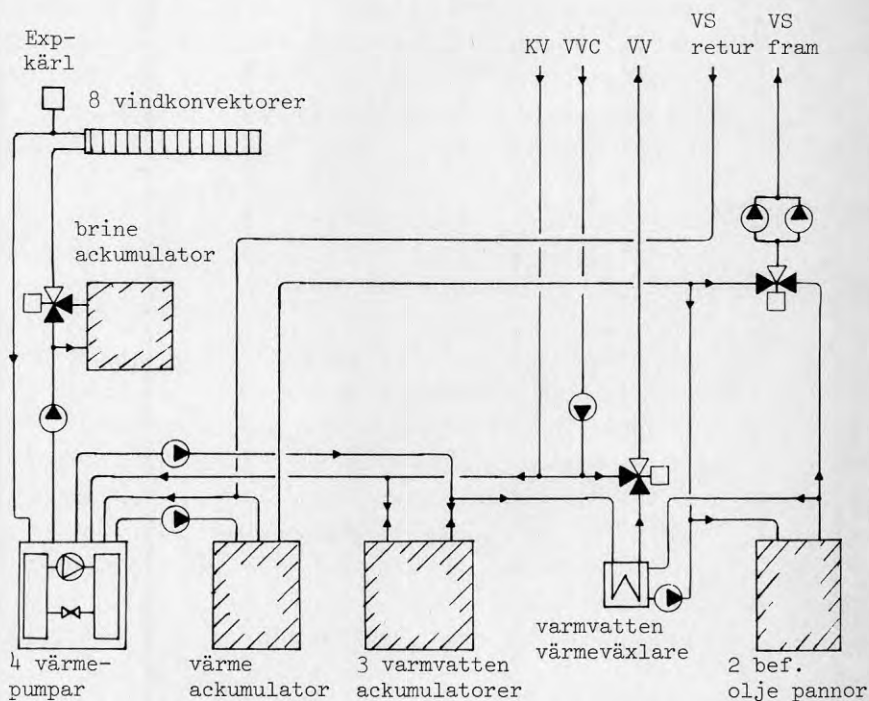 Exp-
kärl
8 vindkonvektorer
KV VVC VV
VS
retur
VS
fram
brine
ackumulator
4 värme-
pumpar
värme
ackumulator
3 varmvatten
ackumulatorer
varmvatten
värmeväxlare
2 bef.
olje pannor